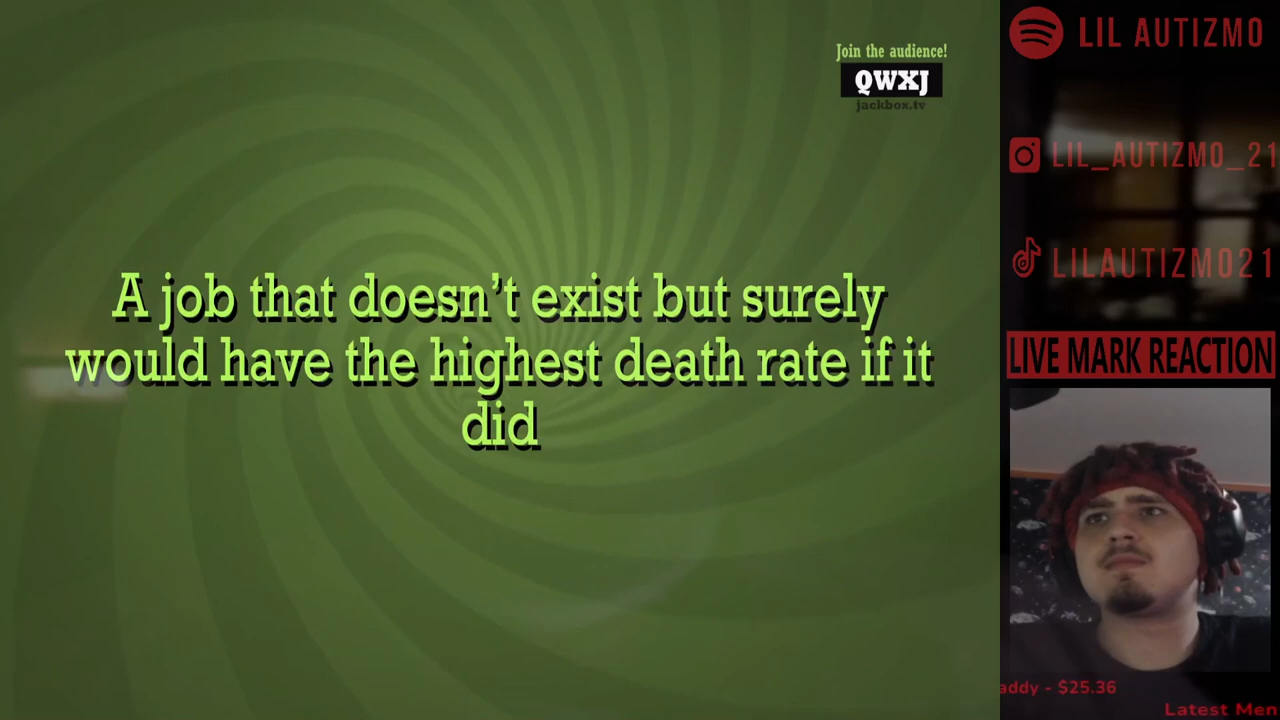 Join the audience!
QWXJ
jackbox.tv
A job that doesn't exist but surely
would have the highest death rate if it
did
LIL AUTIZMO
LIL_AUTIZMO_21
LILAUTIZMO21
LIVE MARK REACTION
addy - $25.36
Latest Mem